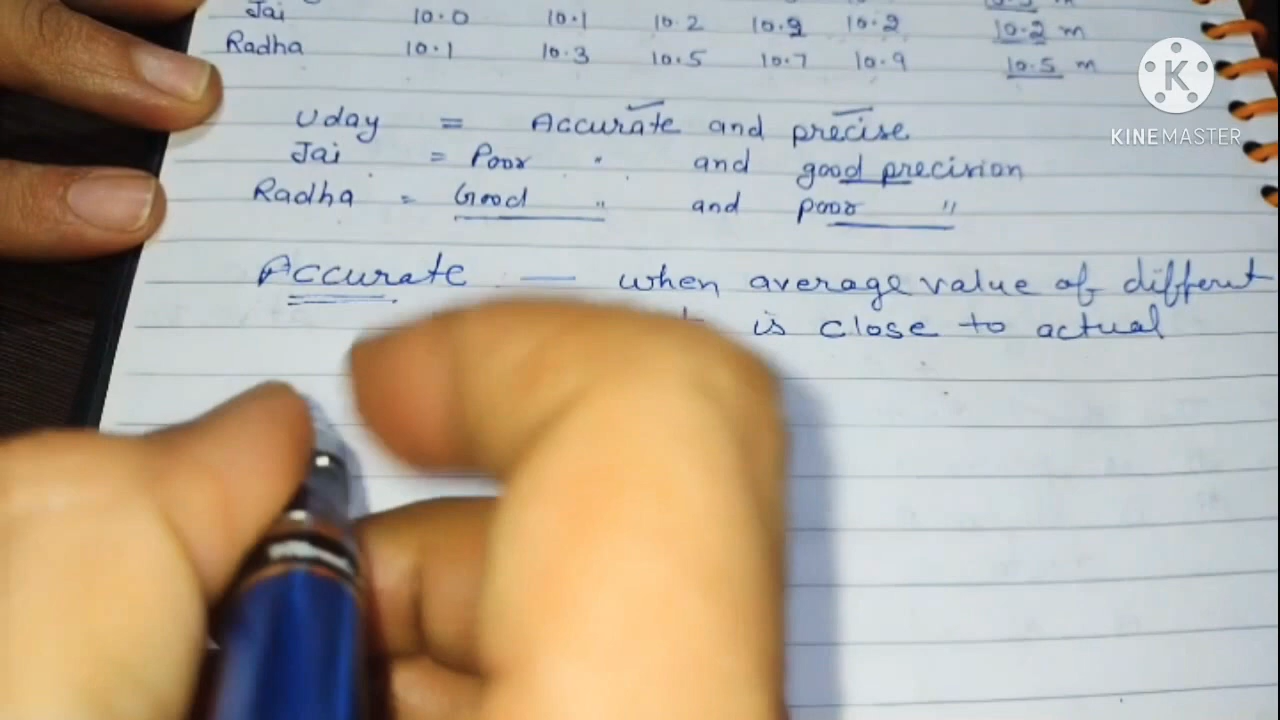 Jai 10.0 10.1 10.2 10.2 10.2 10.2 m
Radha 10.1 10.3 10.5 10.7 10.9 10.5 m
Uday = Accurate and precise
Jai = Poor " and good precision
Radha = Good " and poor "
Accurate — when average value of different
is close to actual
KINEMASTER